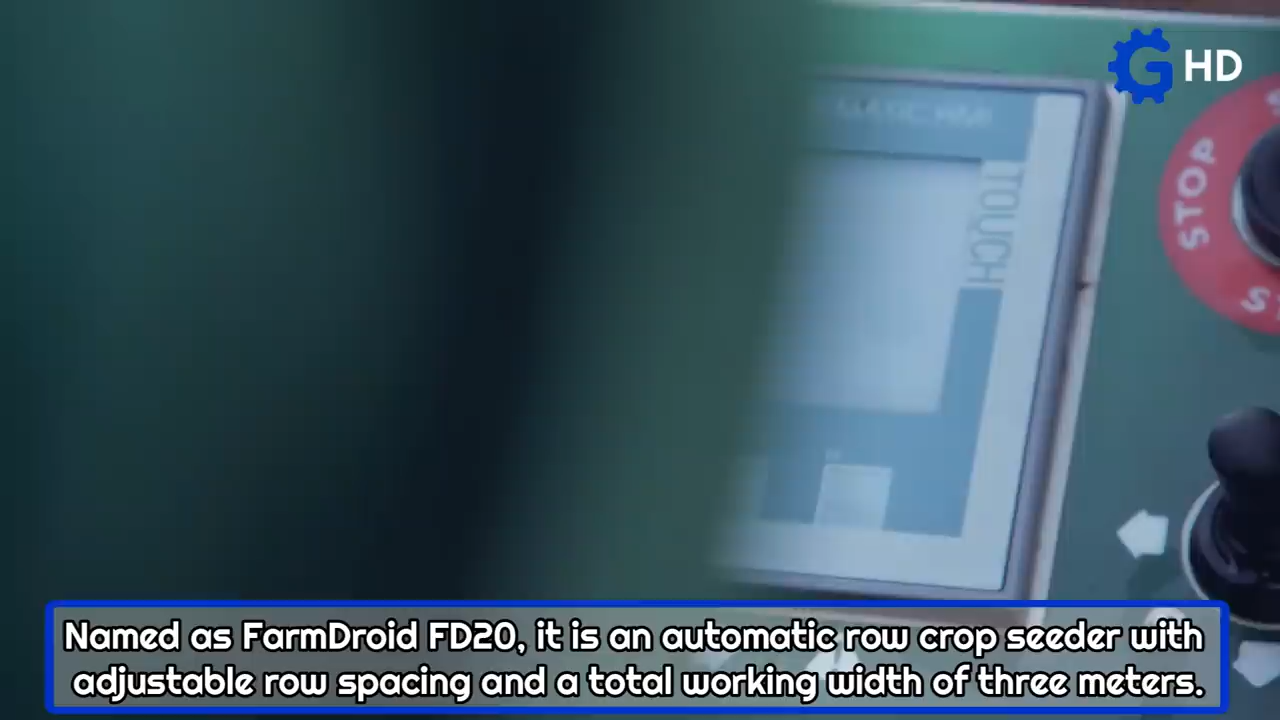 G HD
STOP
TOUCH
Named as FarmDroid FD20, it is an automatic row crop seeder with
adjustable row spacing and a total working width of three meters.